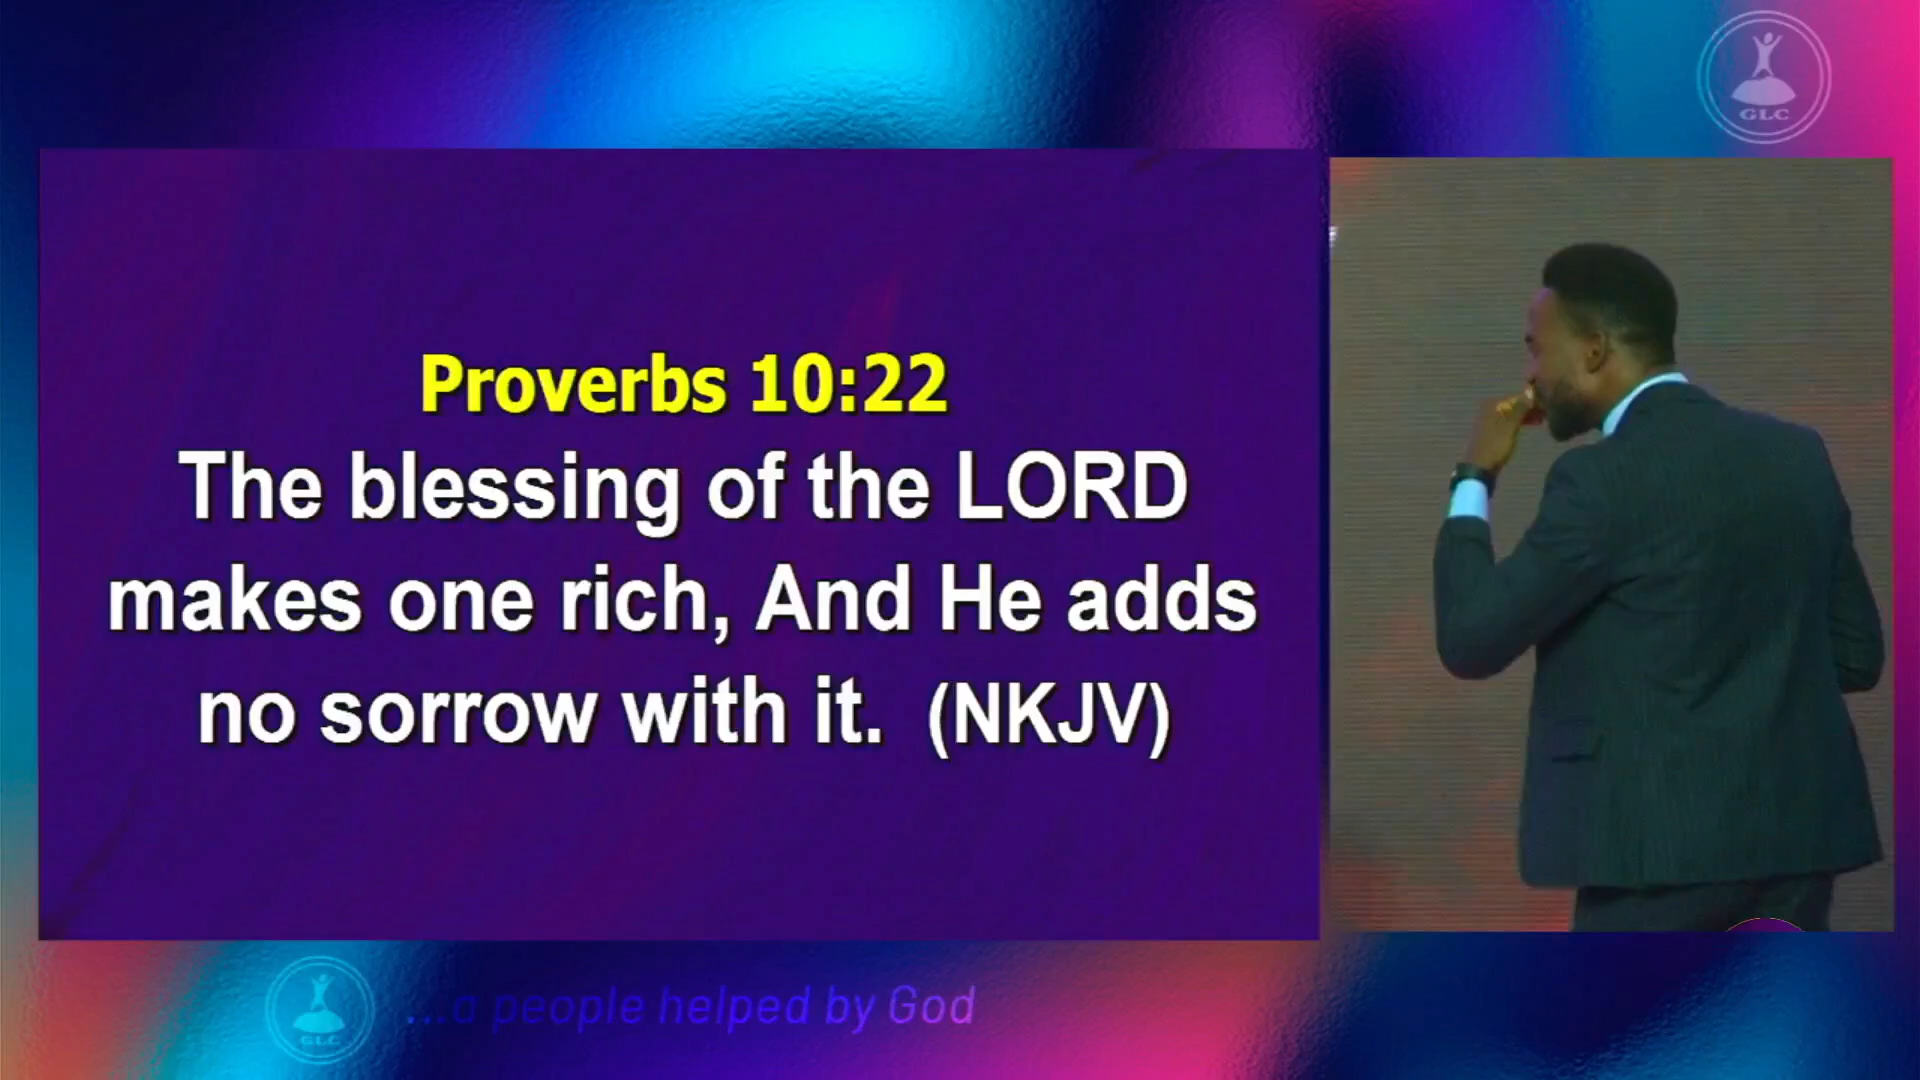 GLC
Proverbs 10:22
The blessing of the LORD
makes one rich, And He adds
no sorrow with it. (NKJV)
GLC
...a people helped by God